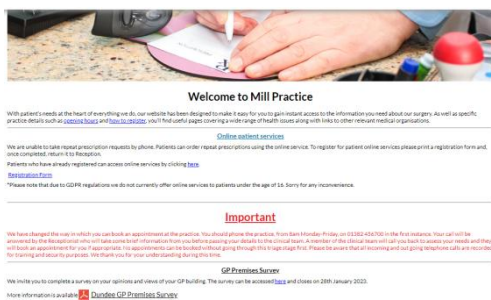 Welcome to Mill Practice
With patient's needs at the heart of everything we do, our website has been designed to make it easy for you to gain instant access to the information you need about our surgery. As well as specific
practice details such as opening hours and how to register, you'll find useful pages covering a wide range of health issues along with links to other relevant medical organisations.
Online patient services
We are unable to take repeat prescription requests by phone. Patients can order repeat prescriptions using the online service. To register for patient online services please print a registration form and,
once completed, return it to Reception.
Patients who have already registered can access online services by clicking here.
Registration Form
*Please note that due to GDPR regulations we do not currently offer online services to patients under the age of 16. Sorry for any inconvenience.
Important
We have changed the way in which you can book an appointment at the practice. You should phone the practice, from 8am Monday-Friday, on 01382 456700 in the first instance. Your call will be
answered by the Receptionist who will take some brief information from you before passing your details to the clinical team. A member of the clinical team will call you back to assess your needs and they
will book an appointment for you if appropriate. No appointments can be booked without going through this triage stage first. Please be aware that all incoming and outgoing telephone calls are recorded
for training and security purposes. We thank you for your understanding during this time.
GP Premises Survey
We invite you to complete a survey on your opinions and views of your GP building. The survey can be accessed here and closes on 28th January 2022.
More information is available Dundee GP Premises Survey